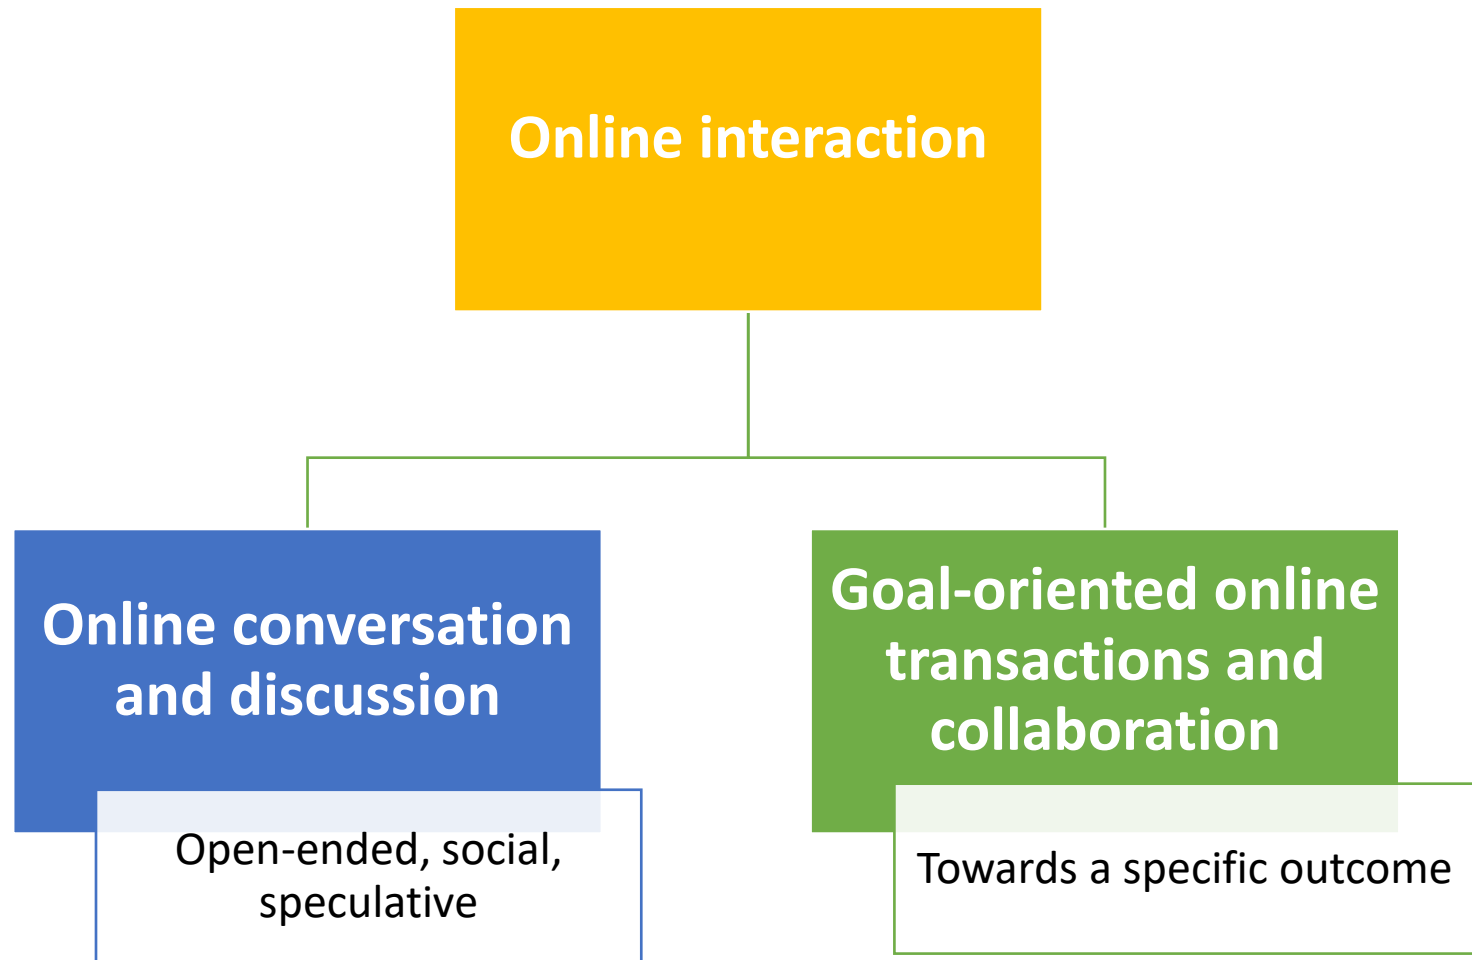 Online interaction
Online conversation
and discussion
Open-ended, social,
speculative
Goal-oriented online
transactions and
collaboration
Towards a specific outcome